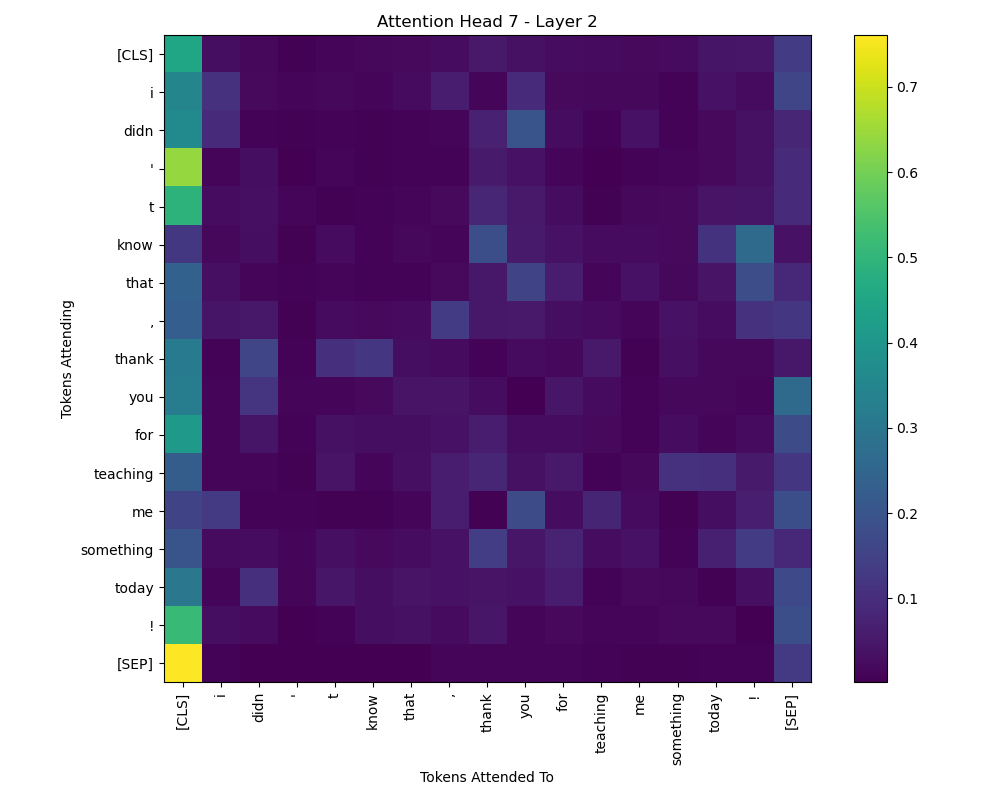 Attention Head 7 - Layer 2
[CLS]
i
didn
'
t
know
that
,
thank
you
for
teaching
me
something
today
!
[SEP]
Tokens Attending
[CLS]
i
didn
'
t
know
that
,
thank
you
for
teaching
me
something
today
!
[SEP]
Tokens Attended To
0.7
0.6
0.5
0.4
0.3
0.2
0.1